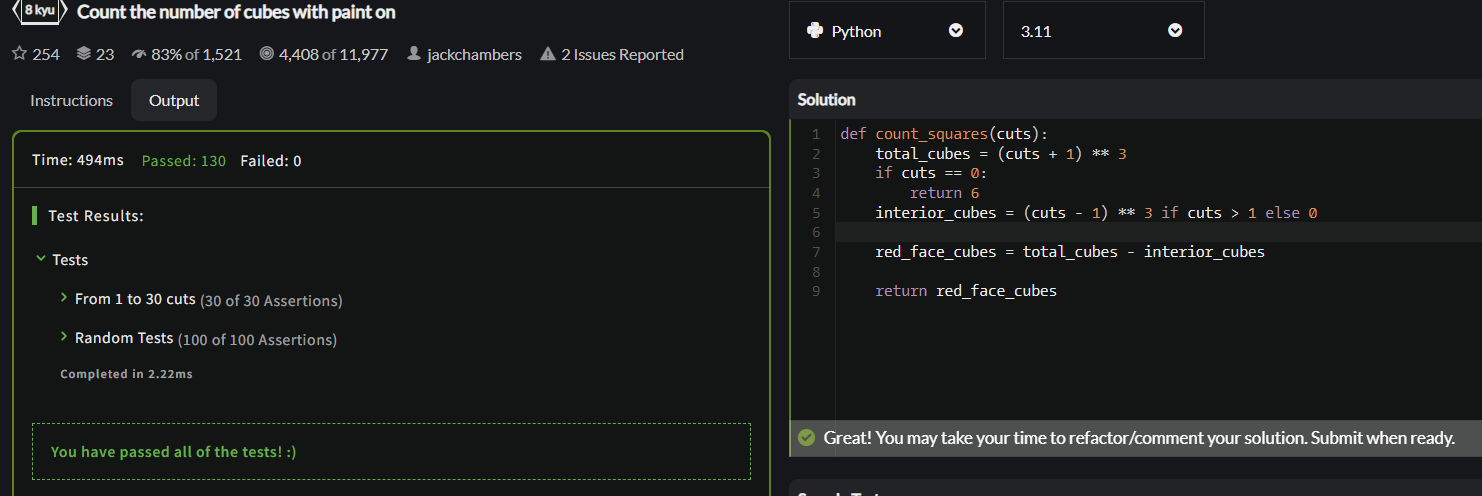 8 kyu Count the number of cubes with paint on
254 23 83% of 1,521 4,408 of 11,977 jackchambers 2 Issues Reported
Instructions Output
Time: 494ms Passed: 130 Failed: 0
Test Results:
Tests
From 1 to 30 cuts (30 of 30 Assertions)
Random Tests (100 of 100 Assertions)
Completed in 2.22ms
You have passed all of the tests! :)
Python 3.11
Solution
1 def count_squares(cuts):
2 total_cubes = (cuts + 1) ** 3
3 if cuts == 0:
4 return 6
5 interior_cubes = (cuts - 1) ** 3 if cuts > 1 else 0
6
7 red_face_cubes = total_cubes - interior_cubes
8
9 return red_face_cubes
Great! You may take your time to refactor/comment your solution. Submit when ready.